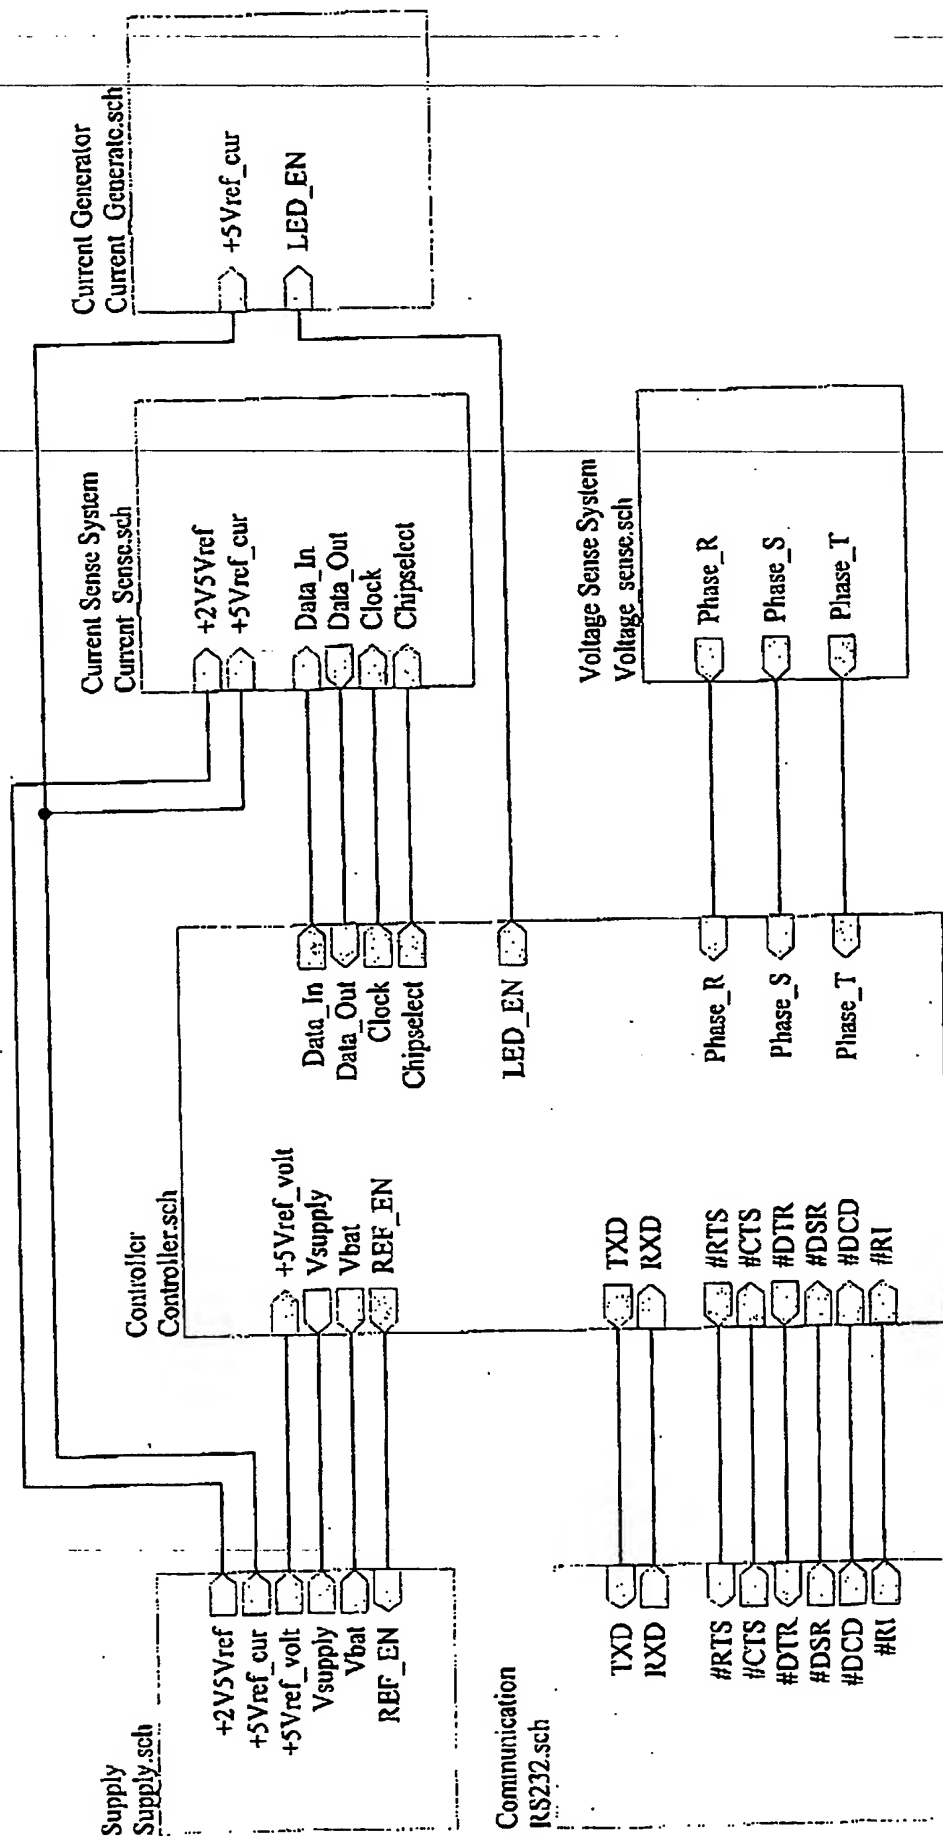 Supply
Supply.sch
+2V5Vref
+5Vref_cur
+5Vref_volt
Vsupply
Vbat
REF_EN
Communication
RS232.sch
TXD
RXD
#RTS
#CTS
#DTR
#DSR
#DCD
#RI
Controller
Controller.sch
+5Vref_volt
Vsupply
Vbat
REF_EN
TXD
RXD
#RTS
#CTS
#DTR
#DSR
#DCD
#RI
Data_In
Data_Out
Clock
Chipselect
LED_EN
Phase_R
Phase_S
Phase_T
Current Sense System
Current_Sense.sch
+2V5Vref
+5Vref_cur
Data_In
Data_Out
Clock
Chipselect
Voltage Sense System
Voltage_sense.sch
Phase_R
Phase_S
Phase_T
Current Generator
Current_Generate.sch
+5Vref_cur
LED_EN